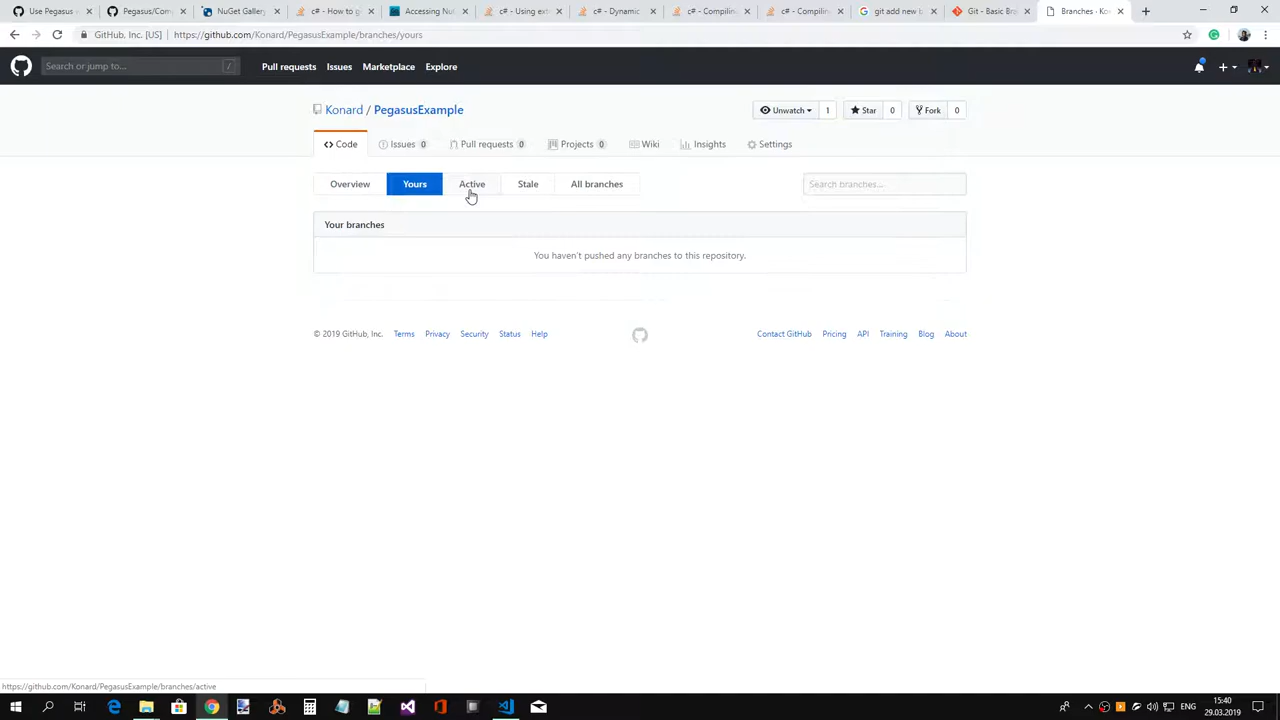 Use Pegasus
Pegasus/Com
NuGet Gallery
c# - How to g
Accessing Nu
c# - Using ext
c# - Dynamic
c# - Compilin
c# - Compilin
git add new b
Git - Basic Bra
Branches · Kon
GitHub, Inc. [US] | https://github.com/Konard/PegasusExample/branches/yours
Search or jump to... / Pull requests Issues Marketplace Explore
Konard / PegasusExample Unwatch 1 Star 0 Fork 0
Code Issues 0 Pull requests 0 Projects 0 Wiki Insights Settings
Overview Yours Active Stale All branches Search branches...
Your branches
You haven't pushed any branches to this repository.
© 2019 GitHub, Inc. Terms Privacy Security Status Help Contact GitHub Pricing API Training Blog About
https://github.com/Konard/PegasusExample/branches/active
ENG 15:40
29.03.2019